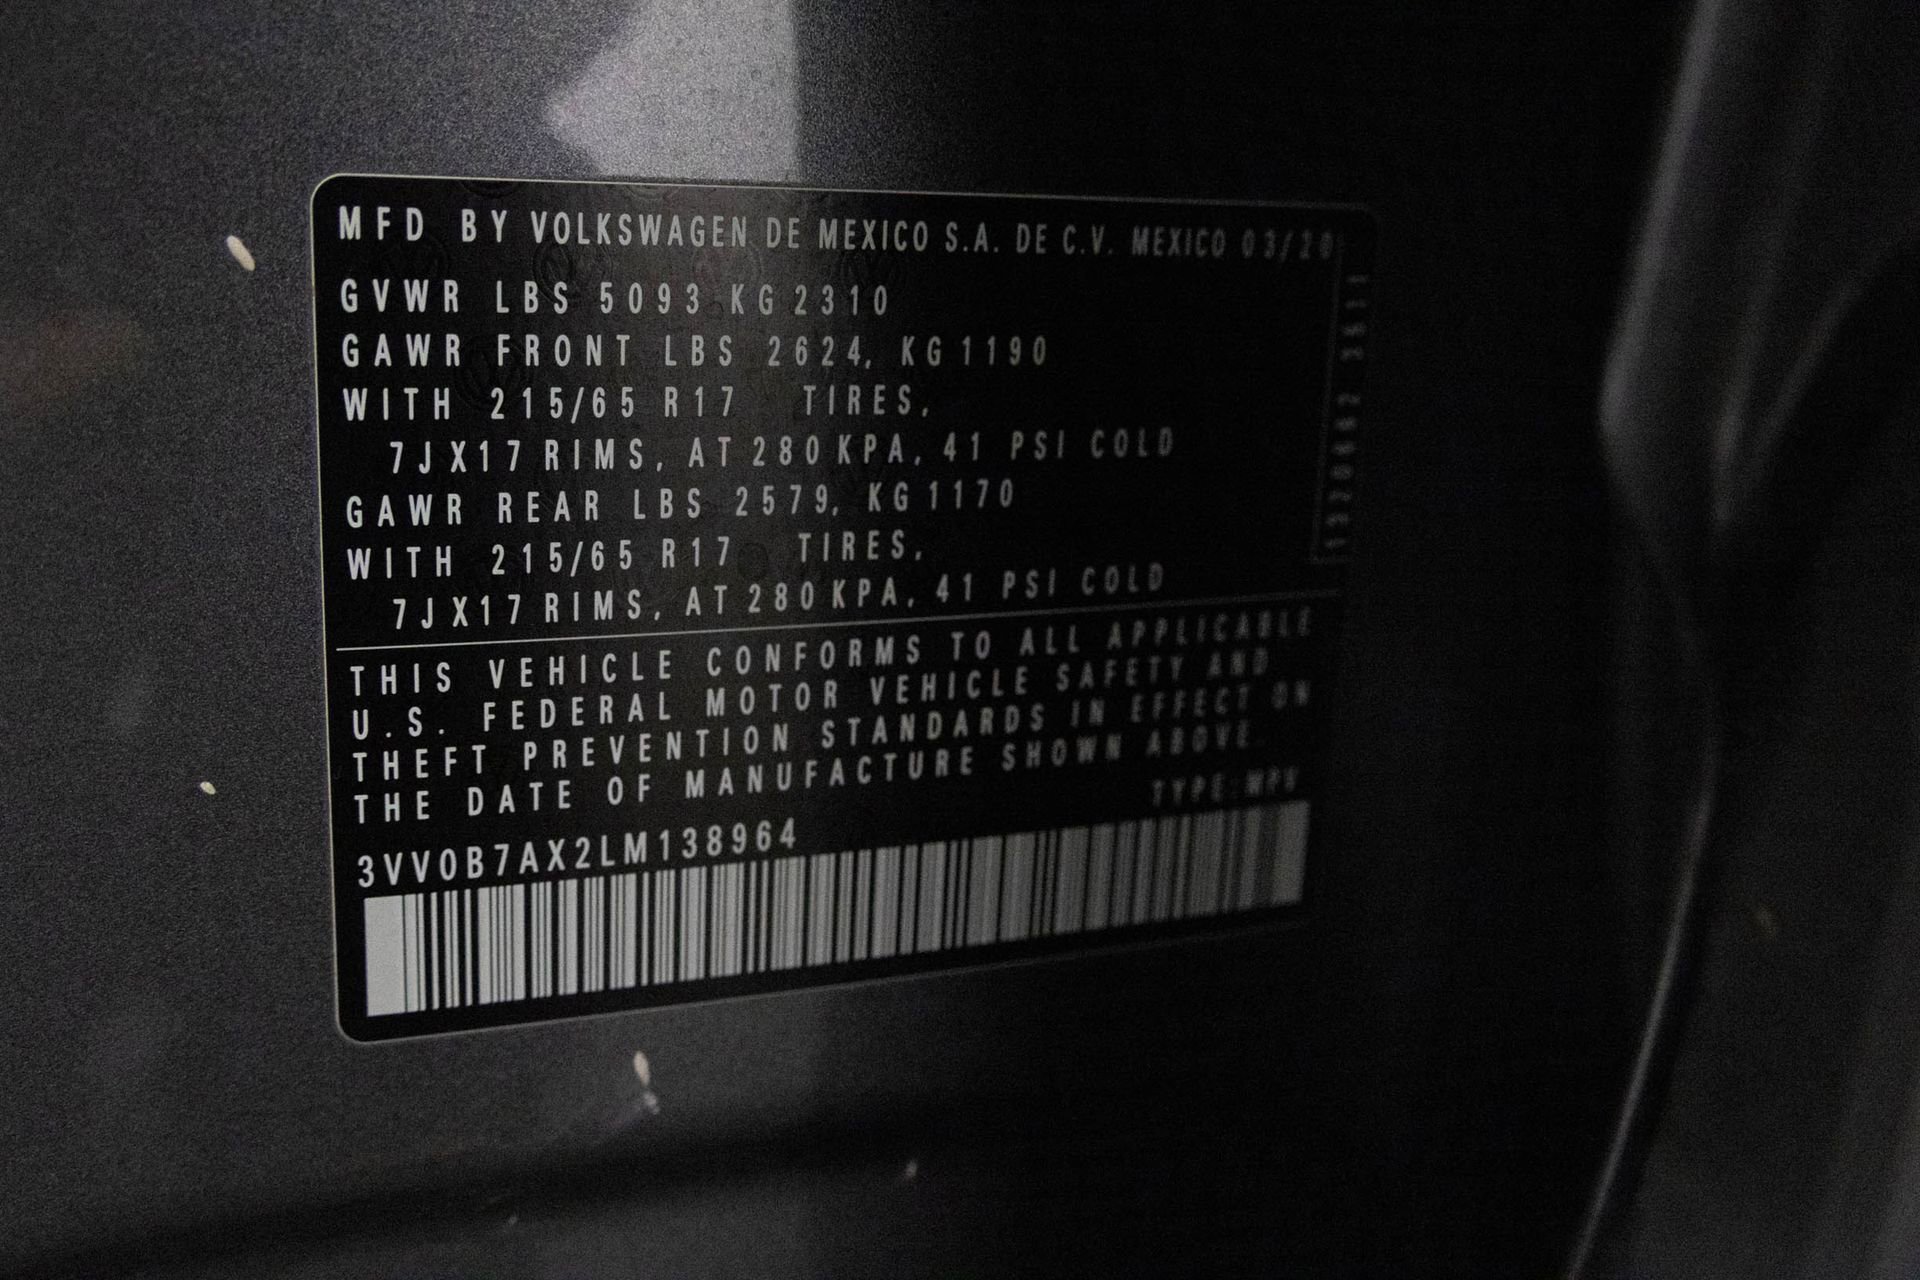 MFD BY VOLKSWAGEN DE MEXICO S.A. DE C.V. MEXICO 03/20
GVWR LBS 5093 KG 2310
GAWR FRONT LBS 2624, KG 1190
WITH 215/65 R17 TIRES,
7JX17 RIMS, AT 280 KPA, 41 PSI COLD
GAWR REAR LBS 2579, KG 1170
WITH 215/65 R17 TIRES,
7JX17 RIMS, AT 280 KPA, 41 PSI COLD
THIS VEHICLE CONFORMS TO ALL APPLICABLE
U.S. FEDERAL MOTOR VEHICLE SAFETY AND
THEFT PREVENTION STANDARDS IN EFFECT ON
THE DATE OF MANUFACTURE SHOWN ABOVE.
TYPE: MPV
3VV0B7AX2LM138964